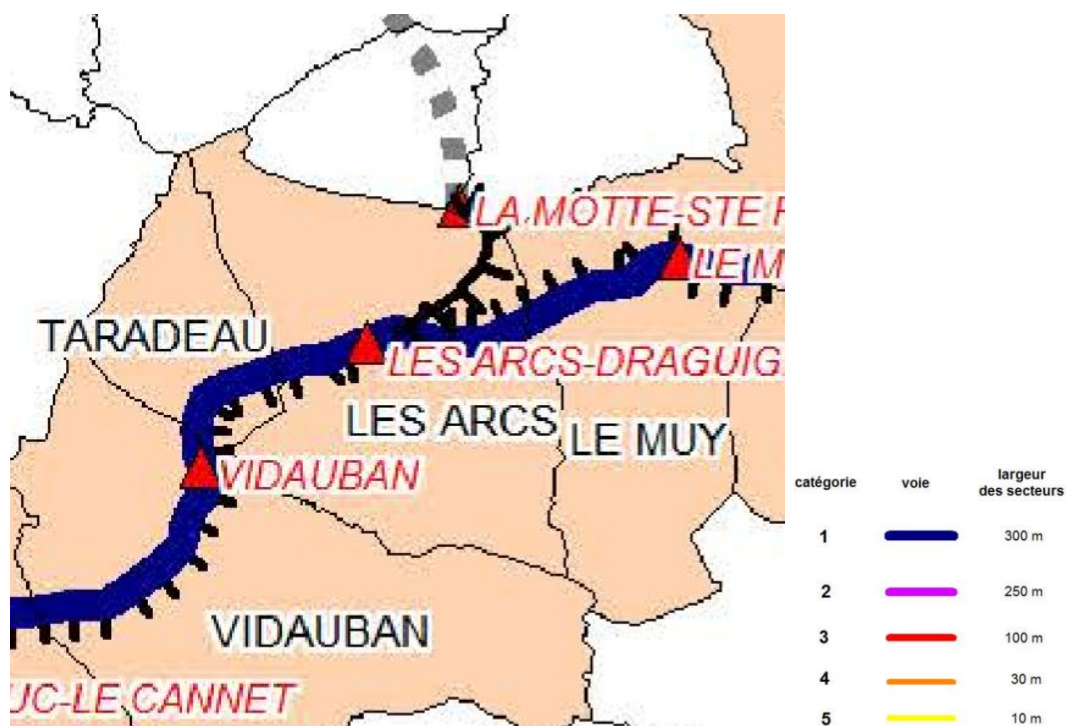 LA MOTTE-STE R
LE M
TARADEAU
LES ARCS-DRAGUIG
LES ARCS
LE MUY
VIDAUBAN
VIDAUBAN
UC-LE CANNET
catégorie voie largeur
des secteurs
1 300 m
2 250 m
3 100 m
4 30 m
5 10 m